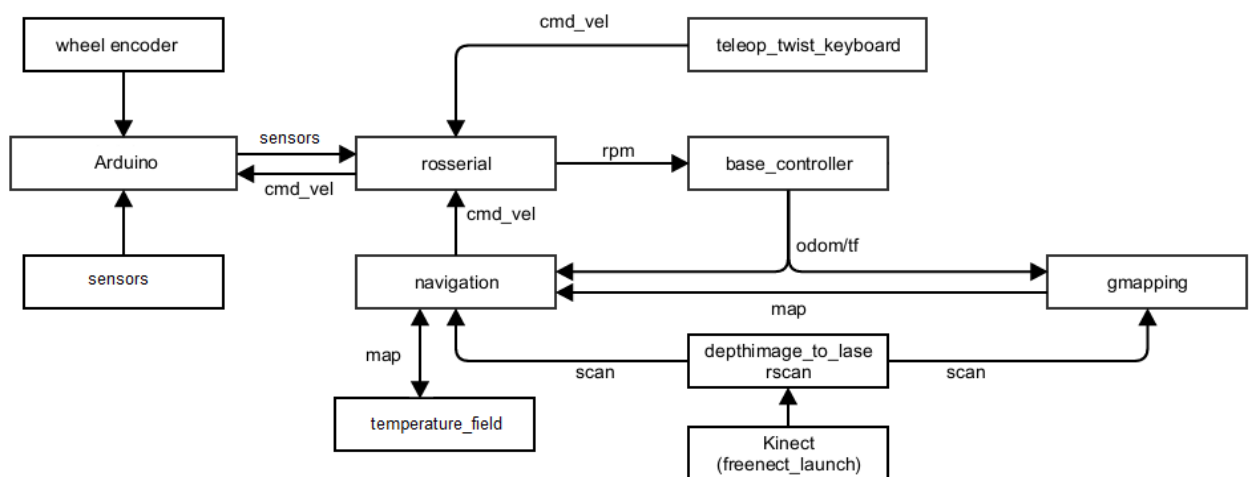 cmd_vel
wheel encoder
teleop_twist_keyboard
sensors
Arduino
rosserial
rpm
base_controller
cmd_vel
cmd_vel
odom/tf
sensors
navigation
gmapping
map
map
depthimage_to_lase
rscan
scan
scan
temperature_field
Kinect
(freenect_launch)